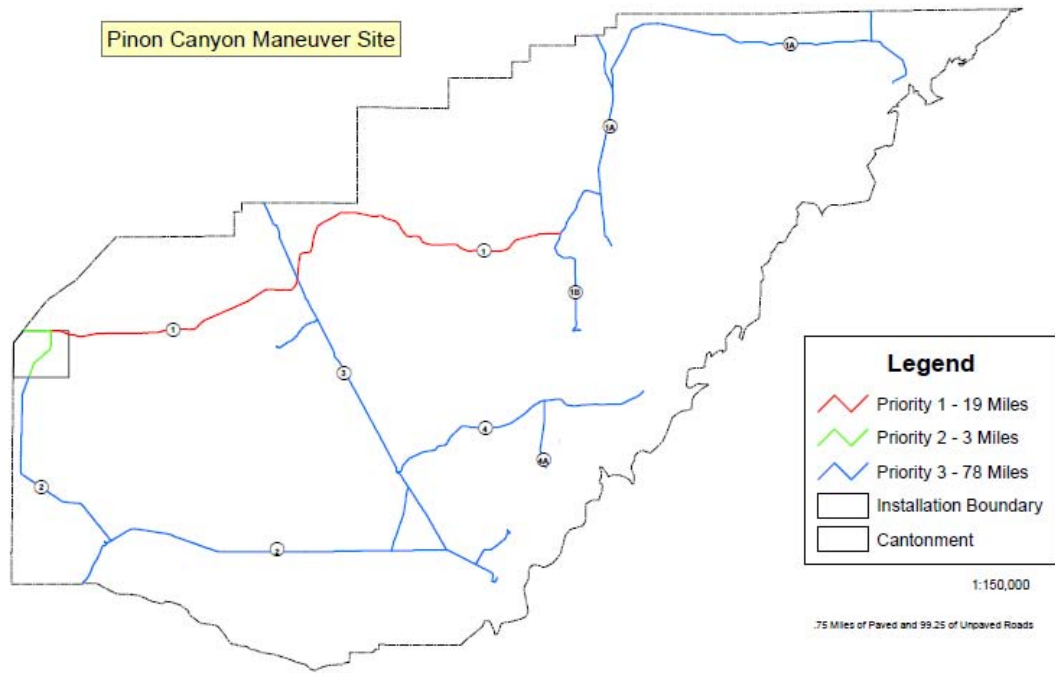 Pinon Canyon Maneuver Site
1A
1A
1
1B
1
3
4
4A
2
2
Legend
Priority 1 - 19 Miles
Priority 2 - 3 Miles
Priority 3 - 78 Miles
Installation Boundary
Cantonment
1:150,000
.75 Miles of Paved and 99.25 of Unpaved Roads